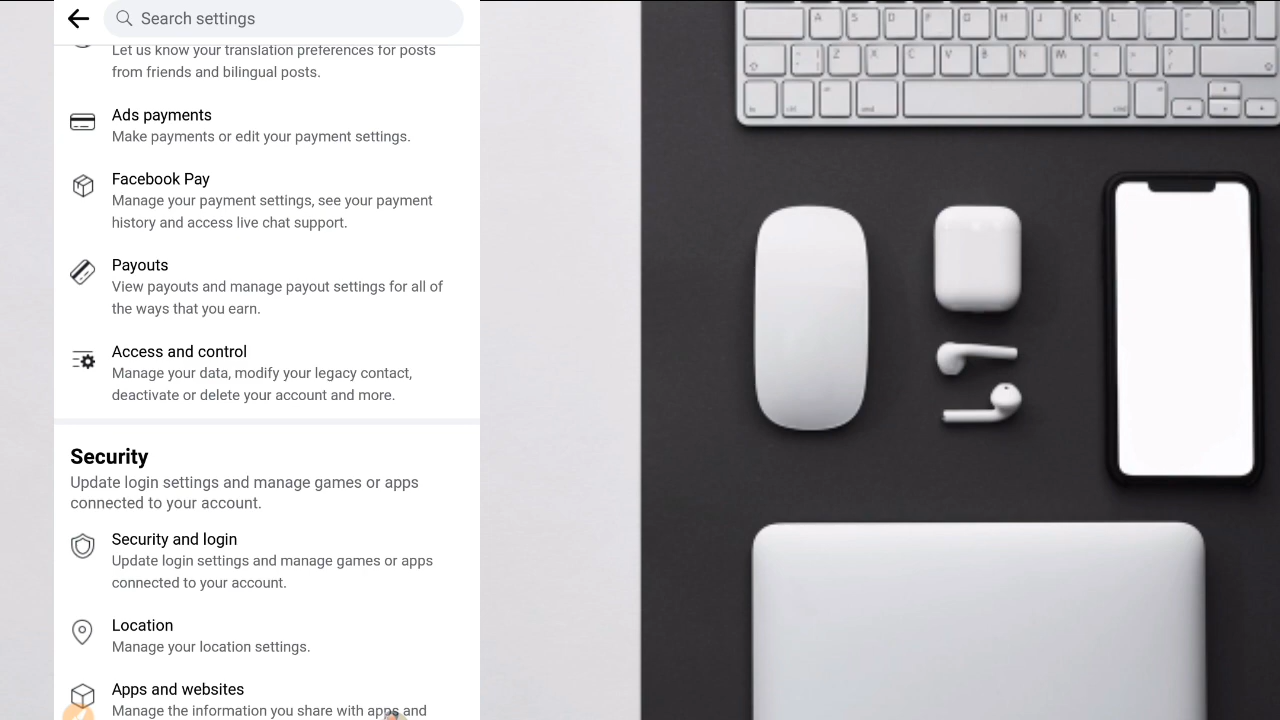 Search settings
Let us know your translation preferences for posts
from friends and bilingual posts.
Ads payments
Make payments or edit your payment settings.
Facebook Pay
Manage your payment settings, see your payment
history and access live chat support.
Payouts
View payouts and manage payout settings for all of
the ways that you earn.
Access and control
Manage your data, modify your legacy contact,
deactivate or delete your account and more.
Security
Update login settings and manage games or apps
connected to your account.
Security and login
Update login settings and manage games or apps
connected to your account.
Location
Manage your location settings.
Apps and websites
Manage the information you share with apps and
A S D F G H J K L
Z X C V B N M